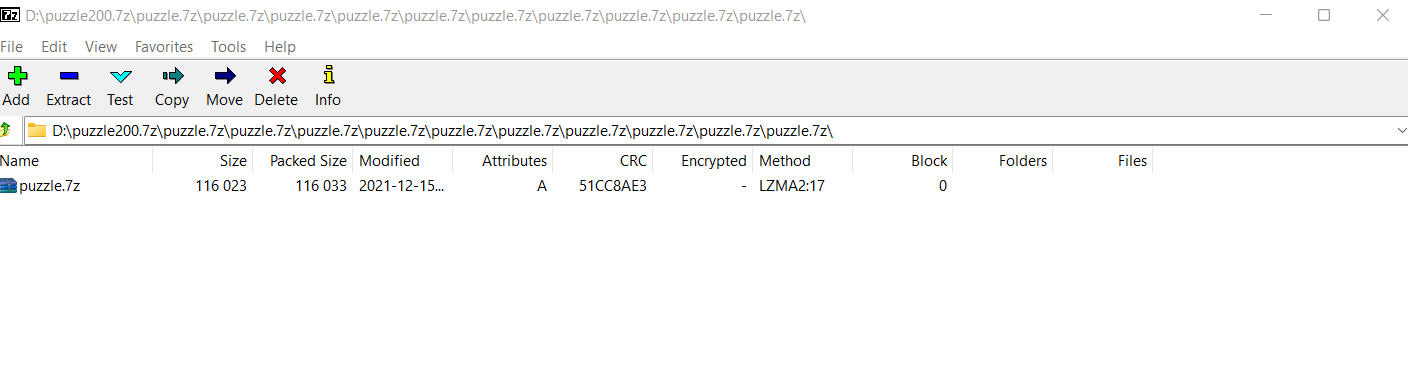 7z D:\puzzle200.7z\puzzle.7z\puzzle.7z\puzzle.7z\puzzle.7z\puzzle.7z\puzzle.7z\puzzle.7z\puzzle.7z\puzzle.7z\puzzle.7z\
File Edit View Favorites Tools Help
Add Extract Test Copy Move Delete Info
D:\puzzle200.7z\puzzle.7z\puzzle.7z\puzzle.7z\puzzle.7z\puzzle.7z\puzzle.7z\puzzle.7z\puzzle.7z\puzzle.7z\puzzle.7z\
Name Size Packed Size Modified Attributes CRC Encrypted Method Block Folders Files
puzzle.7z 116 023 116 033 2021-12-15... A 51CC8AE3 - LZMA2:17 0